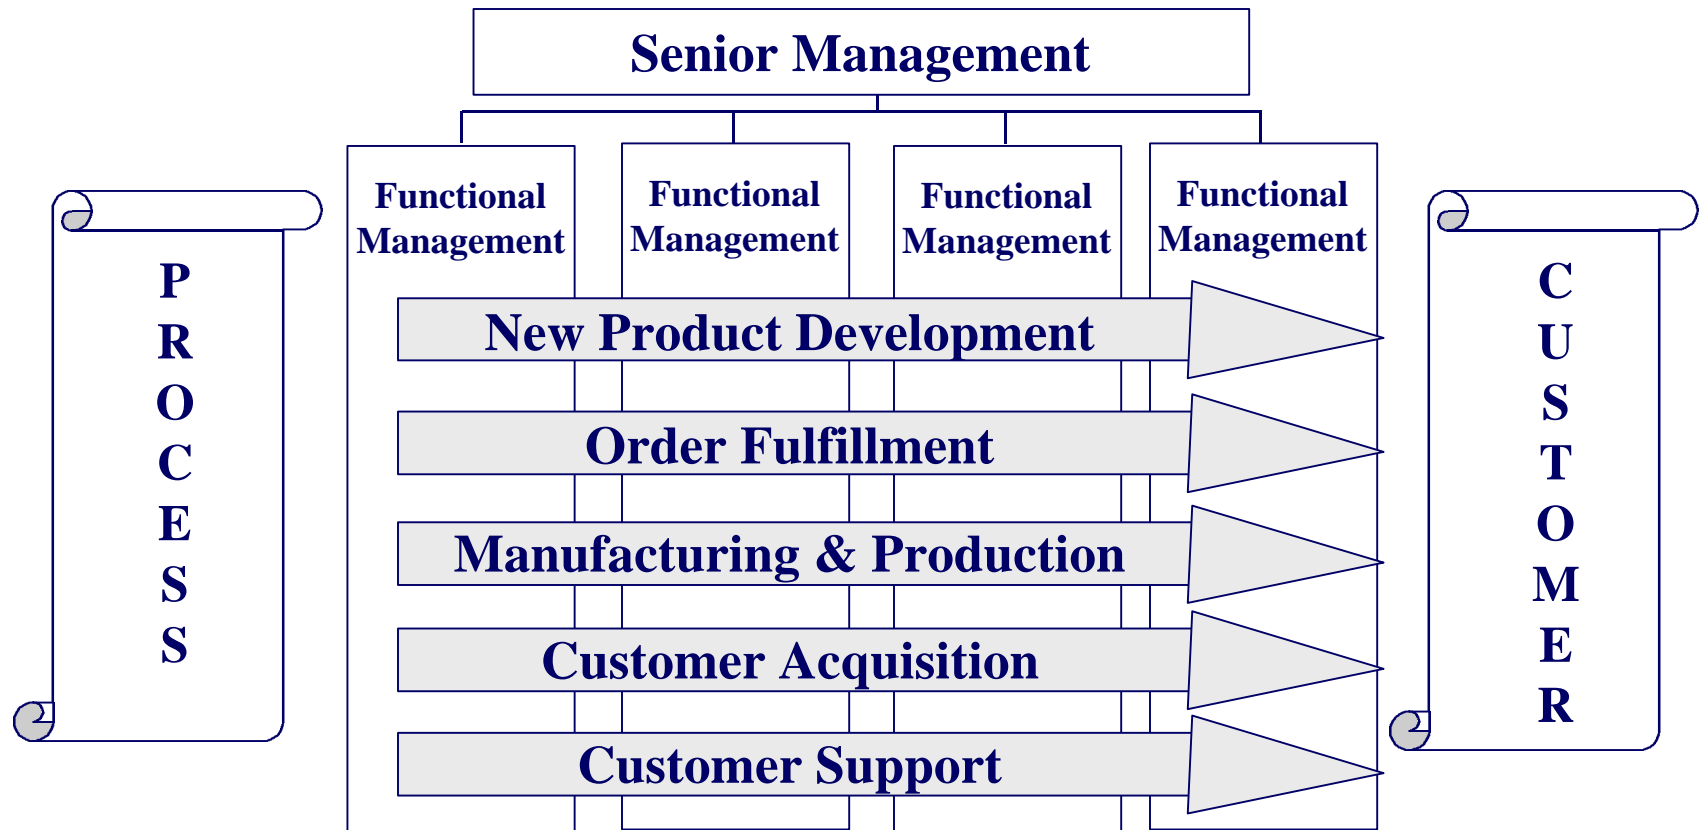 Senior Management
Functional
Management
Functional
Management
Functional
Management
Functional
Management
P
R
O
C
E
S
S
New Product Development
Order Fulfillment
Manufacturing & Production
Customer Acquisition
Customer Support
C
U
S
T
O
M
E
R